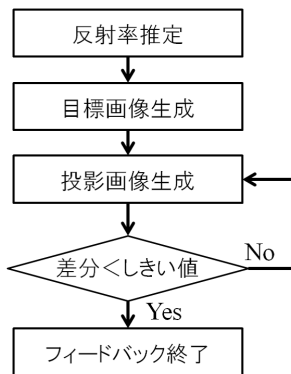 反射率推定
目標画像生成
投影画像生成
差分＜しきい値
No
Yes
フィードバック終了